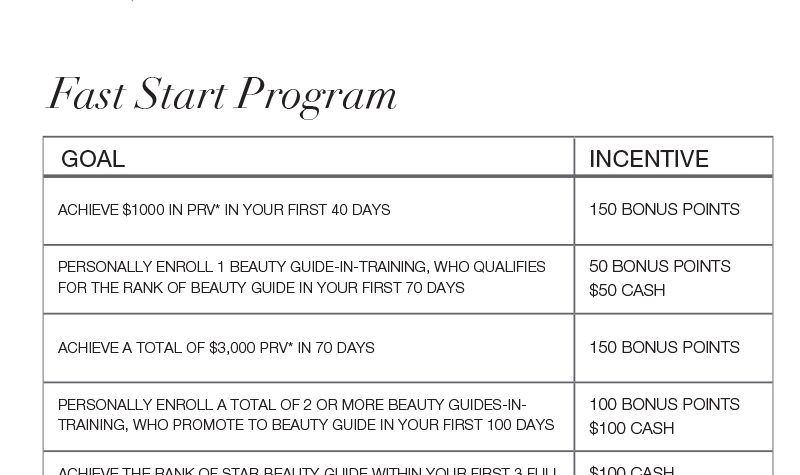 Fast Start Program
GOAL
INCENTIVE
ACHIEVE $1000 IN PRV* IN YOUR FIRST 40 DAYS
150 BONUS POINTS
PERSONALLY ENROLL 1 BEAUTY GUIDE-IN-TRAINING, WHO QUALIFIES
FOR THE RANK OF BEAUTY GUIDE IN YOUR FIRST 70 DAYS
50 BONUS POINTS
$50 CASH
ACHIEVE A TOTAL OF $3,000 PRV* IN 70 DAYS
150 BONUS POINTS
PERSONALLY ENROLL A TOTAL OF 2 OR MORE BEAUTY GUIDES-IN-
TRAINING, WHO PROMOTE TO BEAUTY GUIDE IN YOUR FIRST 100 DAYS
100 BONUS POINTS
$100 CASH
ACHIEVE THE RANK OF STAR BEAUTY GUIDE WITHIN YOUR FIRST 3 FULL
$100 CASH